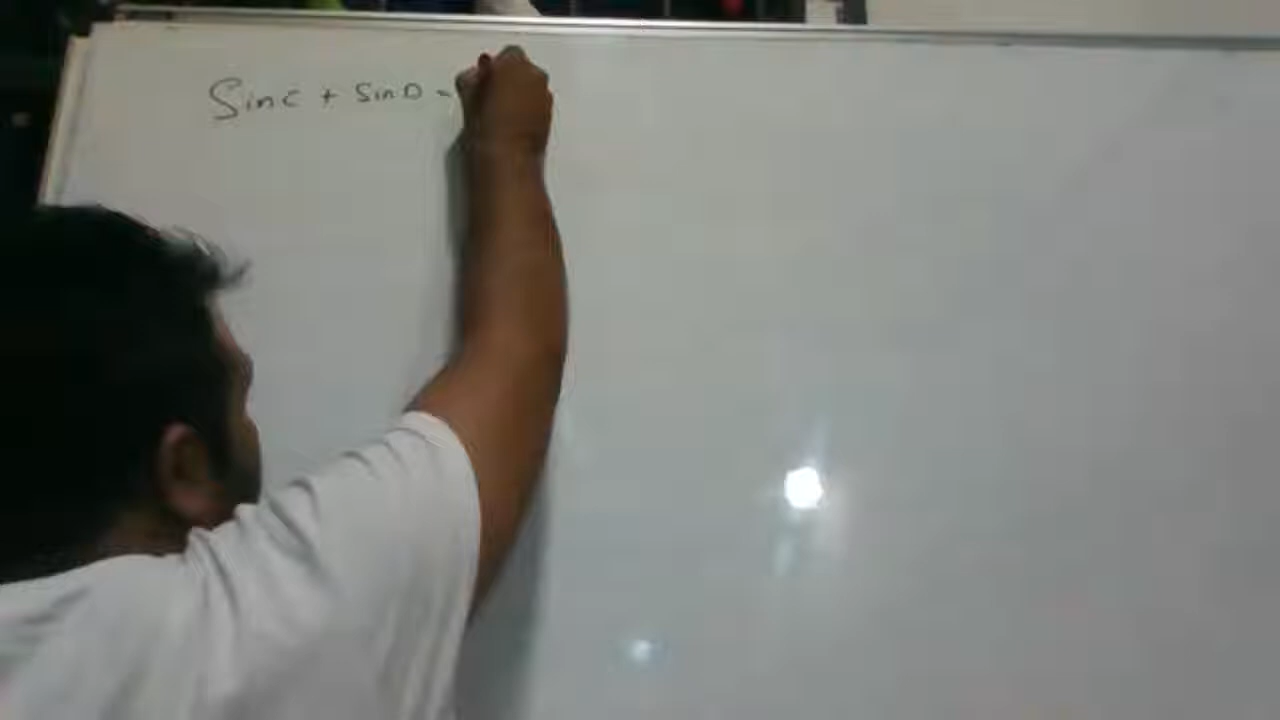 Sinc + SinD =